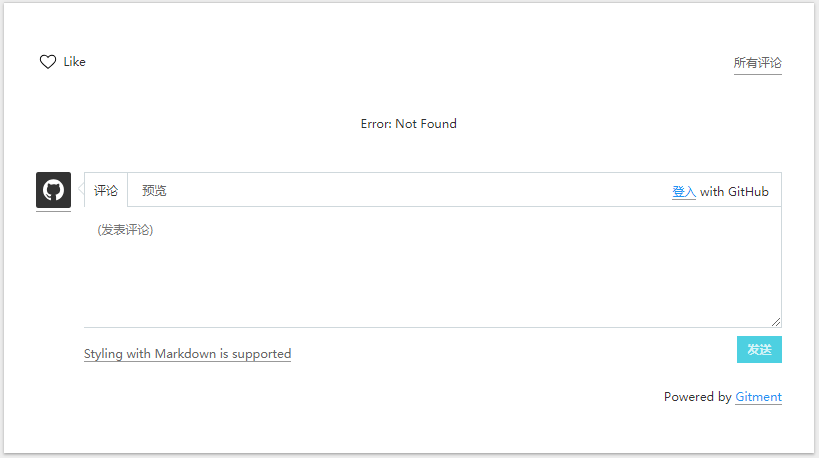 Like
所有评论
Error: Not Found
评论
预览
登入 with GitHub
(发表评论)
Styling with Markdown is supported
发送
Powered by Gitment